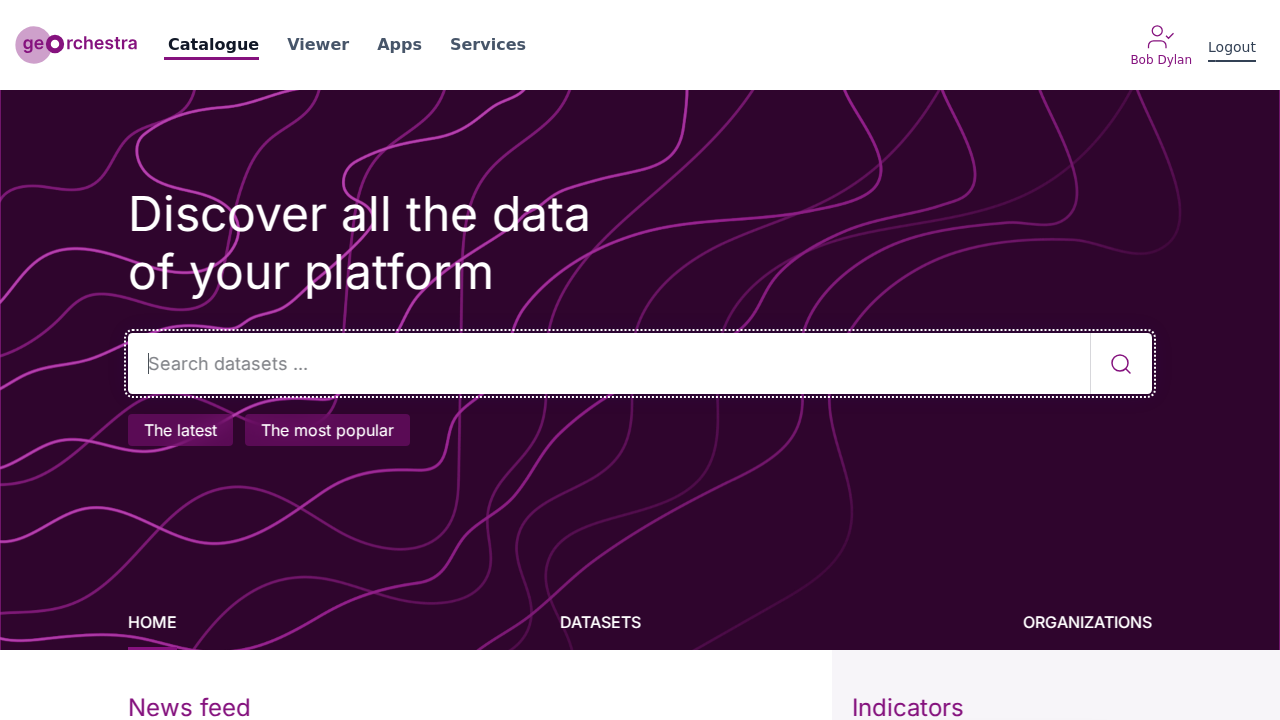 georchestra
Catalogue
Viewer
Apps
Services
Bob Dylan
Logout
Discover all the data
of your platform
Search datasets ...
The latest
The most popular
HOME
DATASETS
ORGANIZATIONS
News feed
Indicators